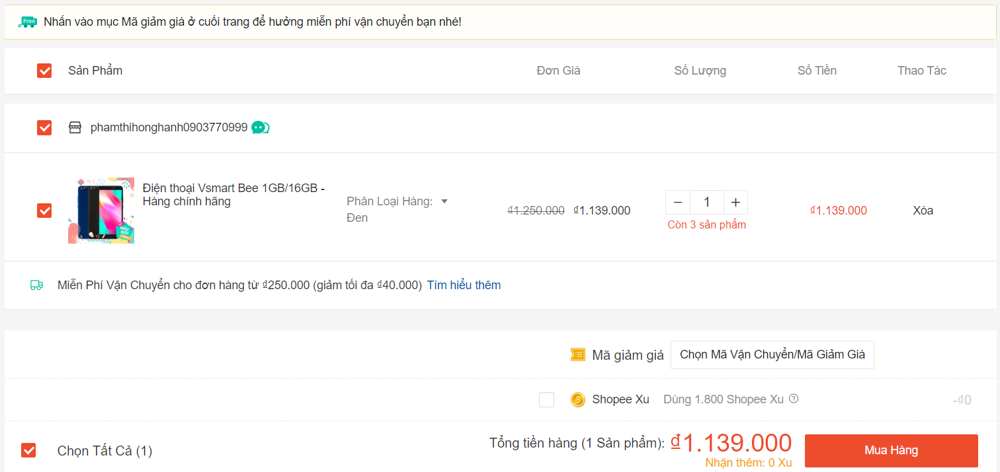 Free Nhấn vào mục Mã giảm giá ở cuối trang để hưởng miễn phí vận chuyển bạn nhé!
Sản Phẩm Đơn Giá Số Lượng Số Tiền Thao Tác
phamthihonghanh0903770999
Điện thoại Vsmart Bee 1GB/16GB -
Hàng chính hãng
Phân Loại Hàng:
Đen
₫1.250.000 ₫1.139.000
− 1 +
Còn 3 sản phẩm
₫1.139.000
Xóa
MẪU
MỚI
Miễn Phí Vận Chuyển cho đơn hàng từ ₫250.000 (giảm tối đa ₫40.000) Tìm hiểu thêm
Mã giảm giá Chọn Mã Vận Chuyển/Mã Giảm Giá
Shopee Xu Dùng 1.800 Shopee Xu ? -₫0
Chọn Tất Cả (1)
Tổng tiền hàng (1 Sản phẩm): ₫1.139.000
Nhận thêm: 0 Xu
Mua Hàng